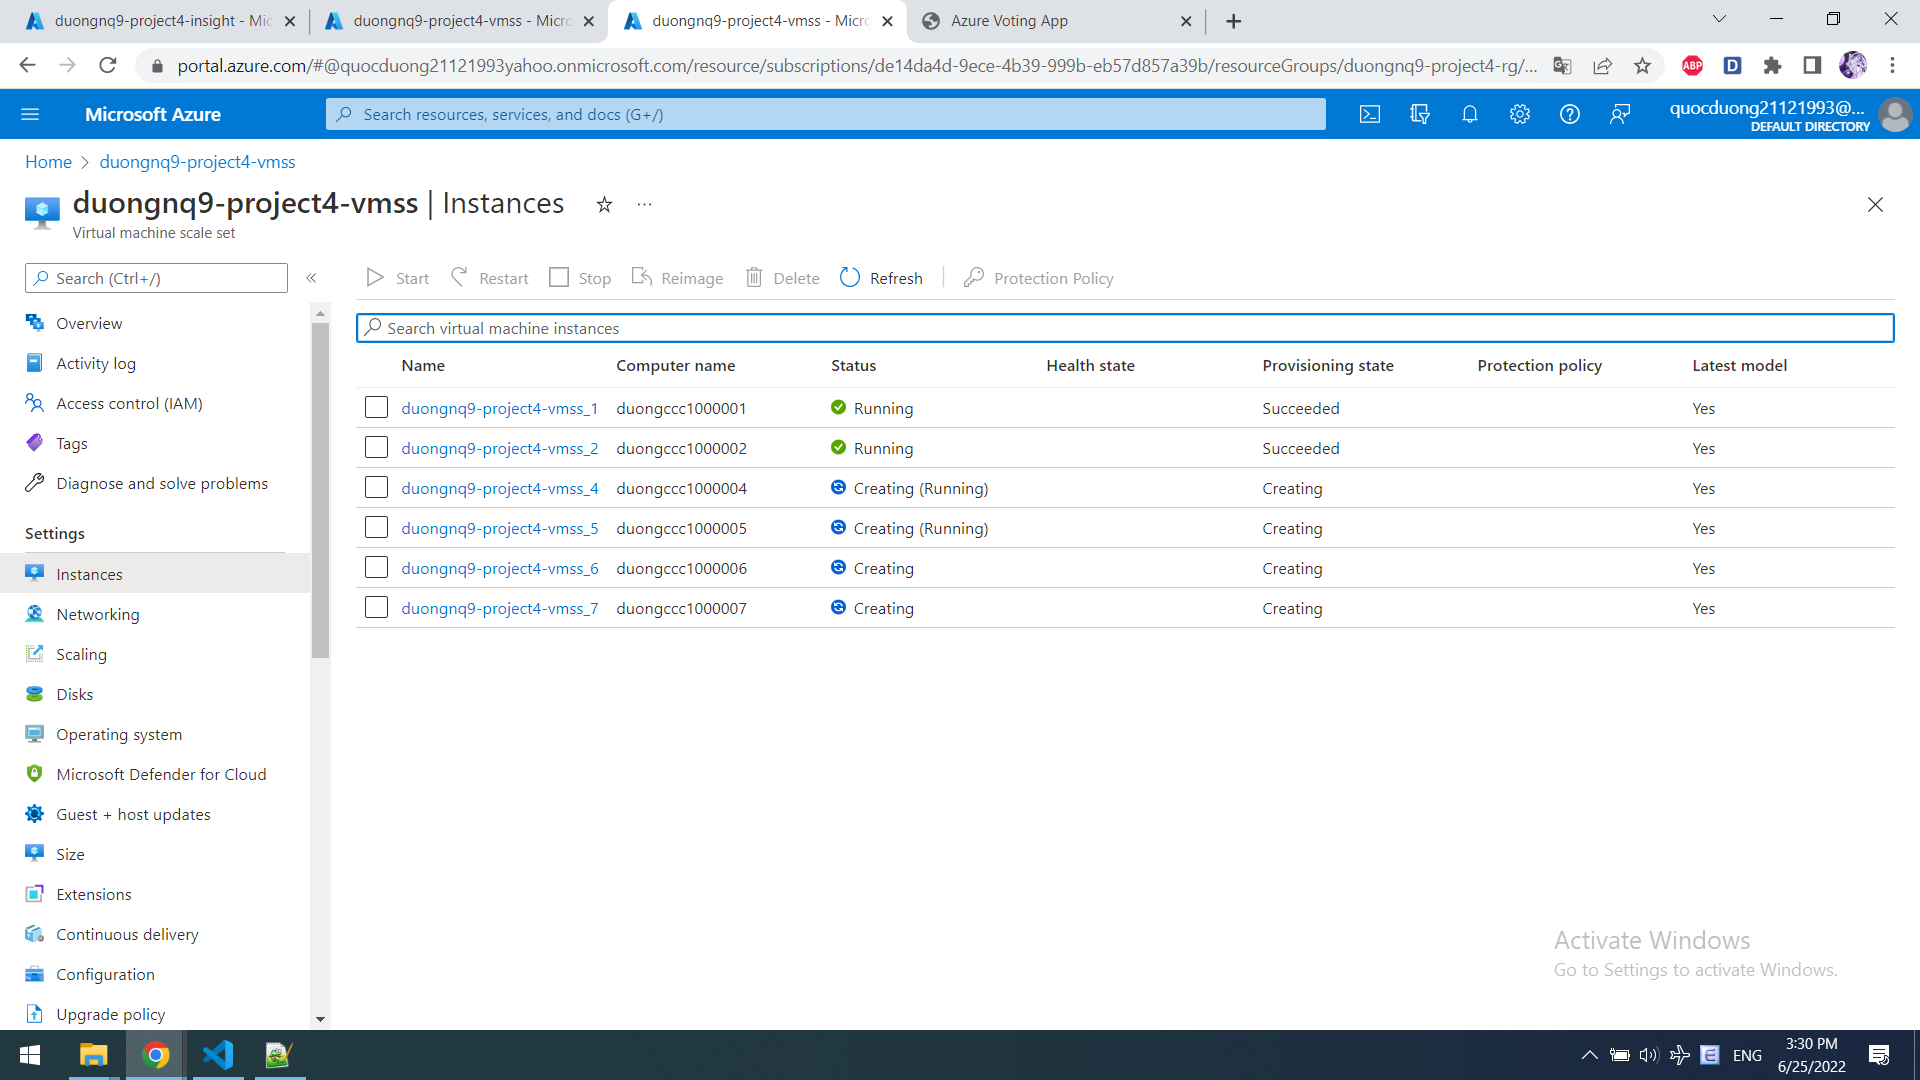 duongnq9-project4-insight - Mic
duongnq9-project4-vmss - Micro
duongnq9-project4-vmss - Micro
Azure Voting App
portal.azure.com/#@quocduong21121993yahoo.onmicrosoft.com/resource/subscriptions/de14da4d-9ece-4b39-999b-eb57d857a39b/resourceGroups/duongnq9-project4-rg/...
ABP
D
Microsoft Azure
Search resources, services, and docs (G+/)
quocduong21121993@...
DEFAULT DIRECTORY
Home > duongnq9-project4-vmss
duongnq9-project4-vmss | Instances
Virtual machine scale set
Search (Ctrl+/)
Start
Restart
Stop
Reimage
Delete
Refresh
Protection Policy
Overview
Activity log
Access control (IAM)
Tags
Diagnose and solve problems
Settings
Instances
Networking
Scaling
Disks
Operating system
Microsoft Defender for Cloud
Guest + host updates
Size
Extensions
Continuous delivery
Configuration
Upgrade policy
Search virtual machine instances
Name Computer name Status Health state Provisioning state Protection policy Latest model
duongnq9-project4-vmss_1 duongccc1000001 Running Succeeded Yes
duongnq9-project4-vmss_2 duongccc1000002 Running Succeeded Yes
duongnq9-project4-vmss_4 duongccc1000004 Creating (Running) Creating Yes
duongnq9-project4-vmss_5 duongccc1000005 Creating (Running) Creating Yes
duongnq9-project4-vmss_6 duongccc1000006 Creating Creating Yes
duongnq9-project4-vmss_7 duongccc1000007 Creating Creating Yes
Activate Windows
Go to Settings to activate Windows.
E
ENG
3:30 PM
6/25/2022